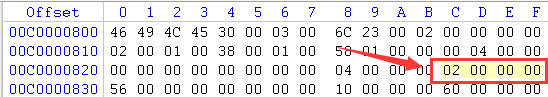 Offset 0 1 2 3 4 5 6 7 8 9 A B C D E F
00C0000800 46 49 4C 45 30 00 03 00 6C 23 00 02 00 00 00 00
00C0000810 02 00 01 00 38 00 01 00 58 01 00 00 00 04 00 00
00C0000820 00 00 00 00 00 00 00 00 04 00 00 00 02 00 00 00
00C0000830 56 00 00 00 00 00 00 00 10 00 00 00 60 00 00 00